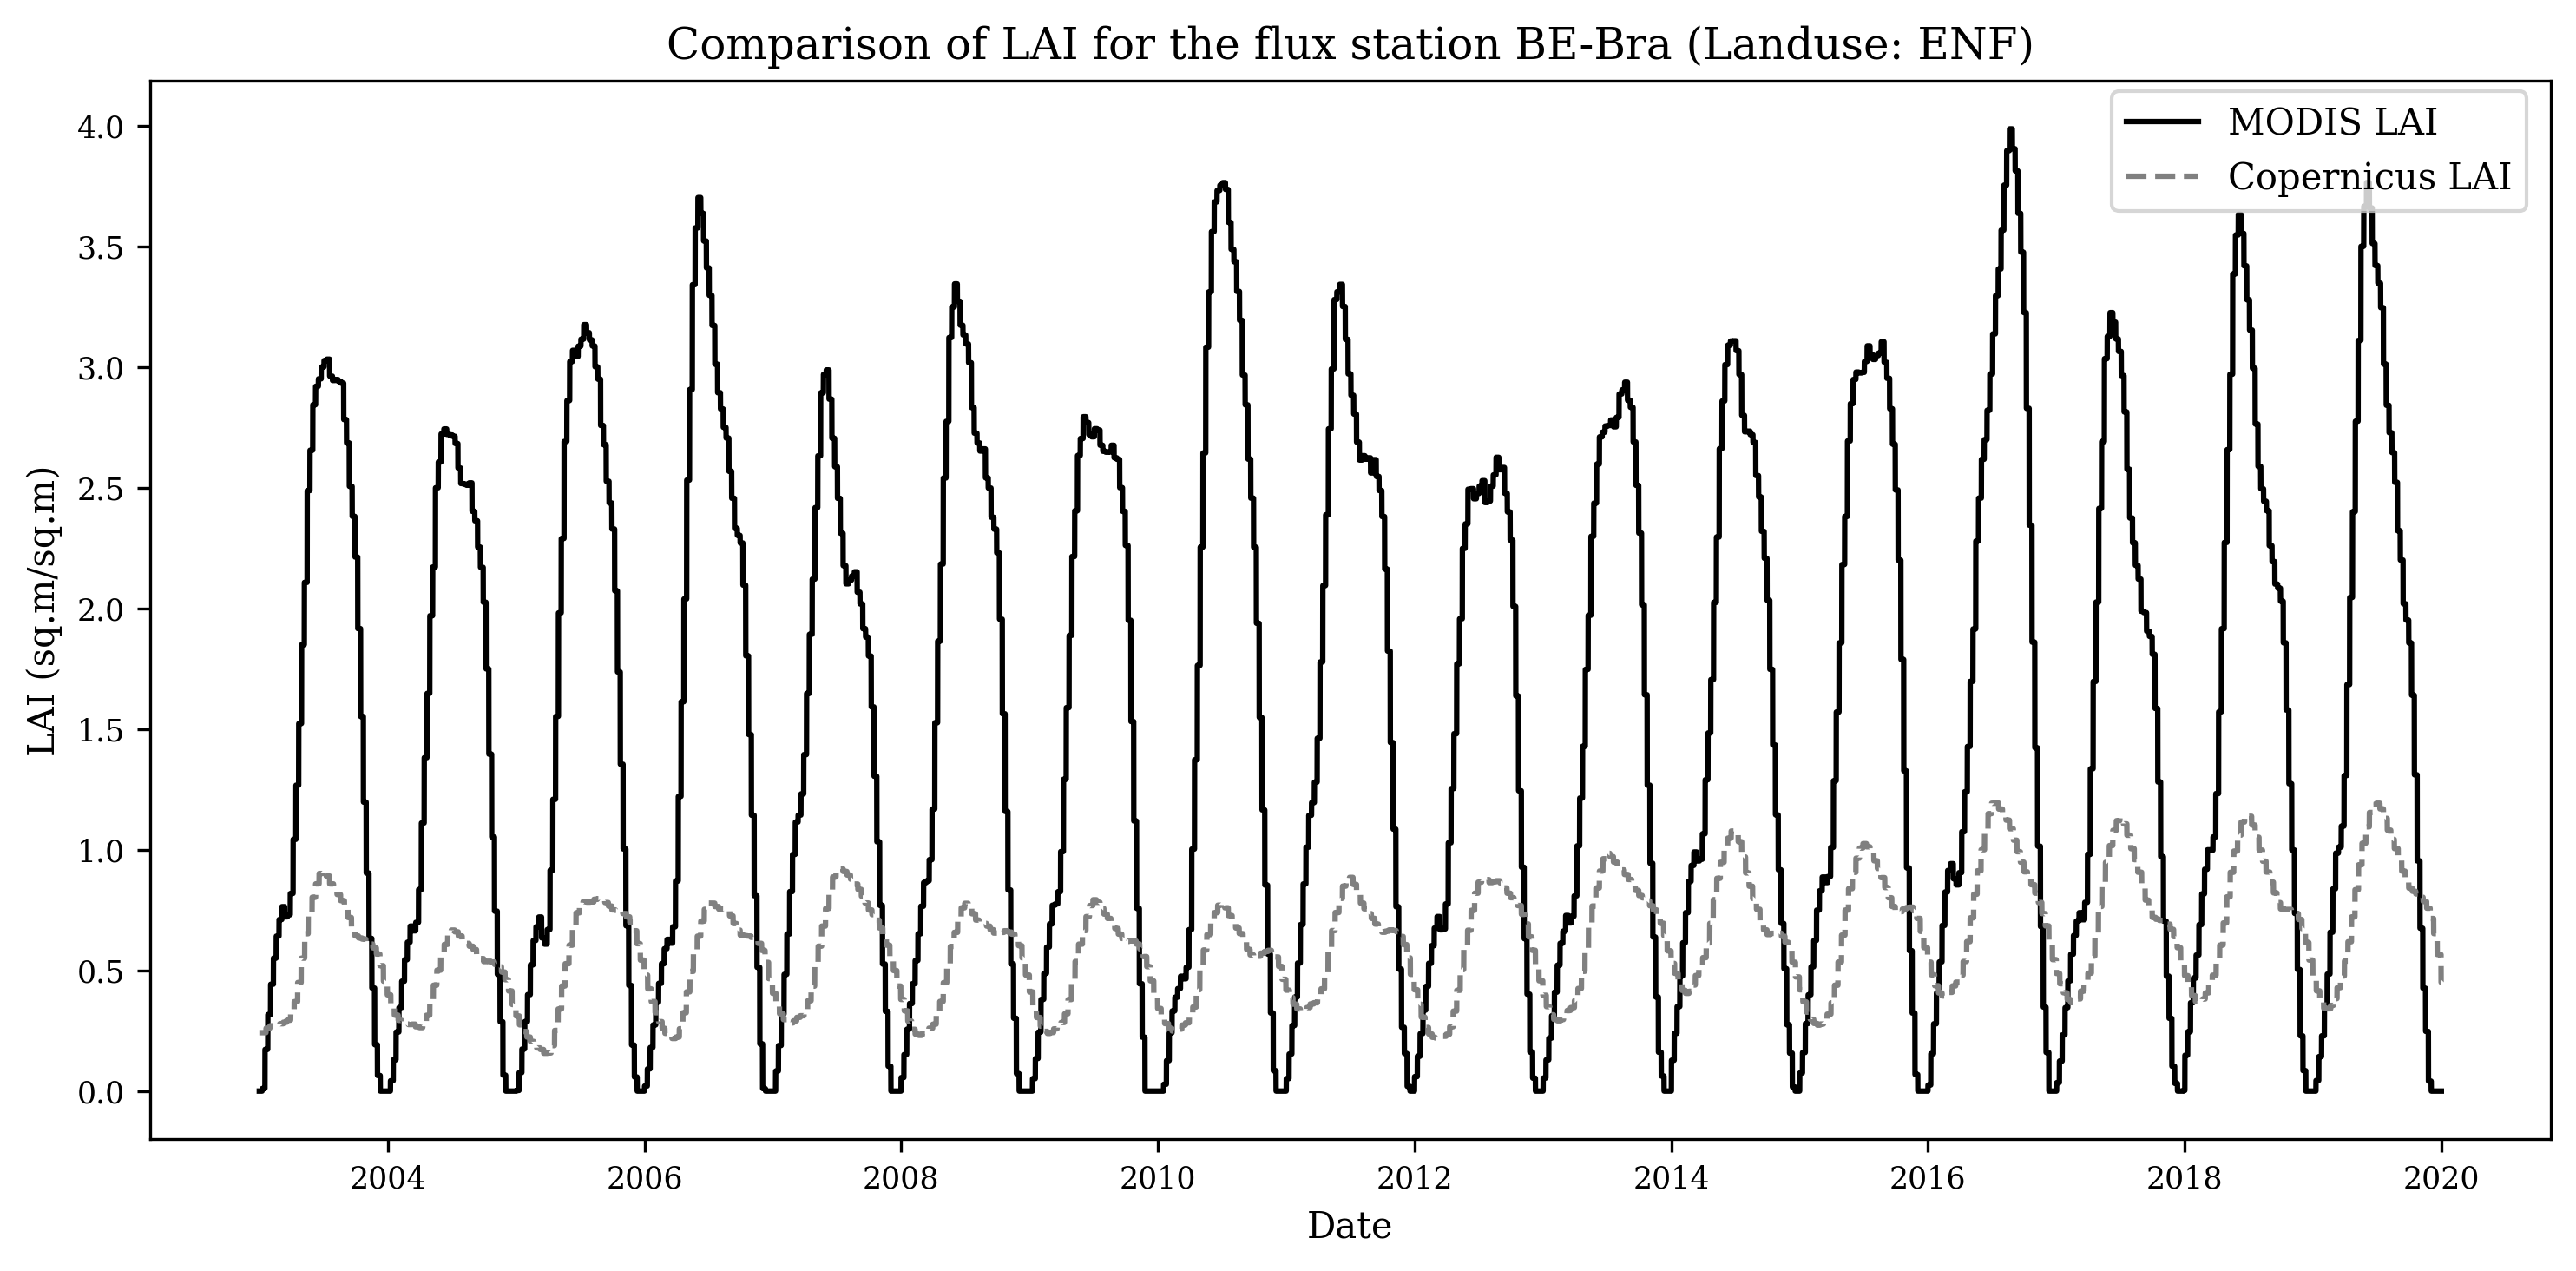 Comparison of LAI for the flux station BE-Bra (Landuse: ENF)
MODIS LAI
Copernicus LAI
LAI (sq.m/sq.m)
4.0
3.5
3.0
2.5
2.0
1.5
1.0
0.5
0.0
2004 2006 2008 2010 2012 2014 2016 2018 2020
Date